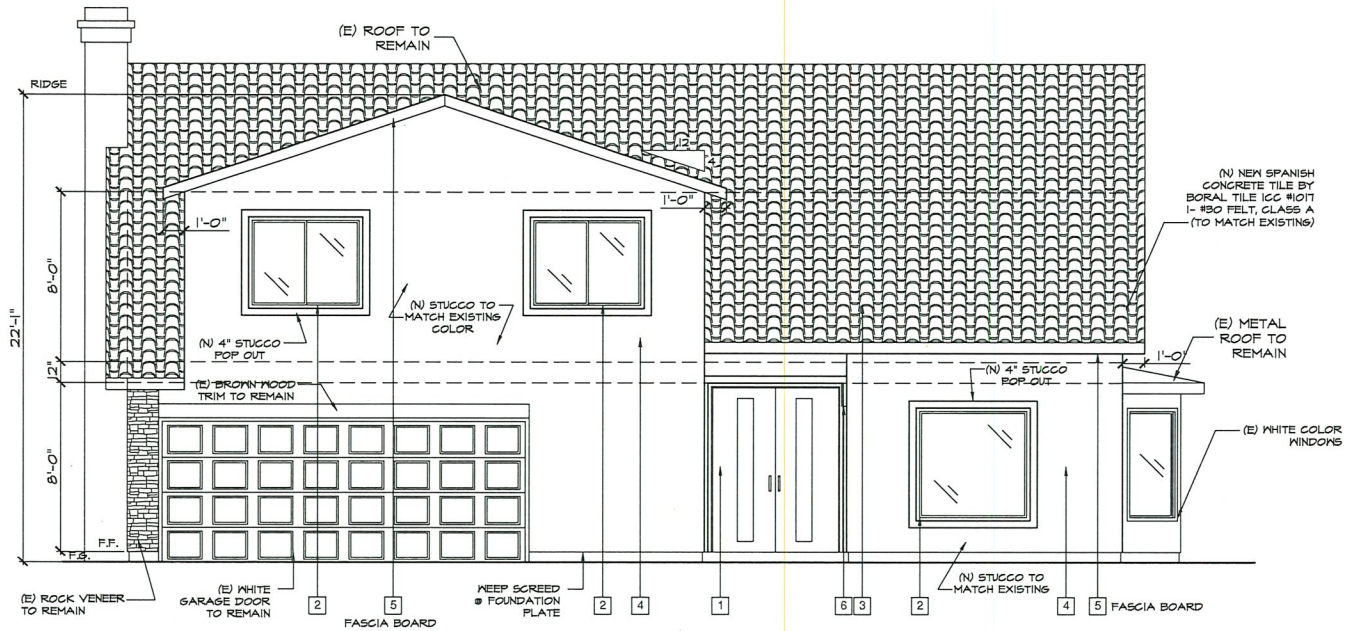 (E) ROOF TO
REMAIN
RIDGE
12
4
(N) NEW SPANISH
CONCRETE TILE BY
BORAL TILE ICC #1017
1- #30 FELT, CLASS A
(TO MATCH EXISTING)
1'-0"
1'-0"
8'-0"
22'-1"
(N) STUCCO TO
MATCH EXISTING
COLOR
(N) 4" STUCCO
POP OUT
(E) METAL
ROOF TO
REMAIN
1'-0"
12"
(E) BROWN WOOD
TRIM TO REMAIN
(N) 4" STUCCO
POP OUT
(E) WHITE COLOR
WINDOWS
8'-0"
F.F.
F.G.
(E) ROCK VENEER
TO REMAIN
(E) WHITE
GARAGE DOOR
TO REMAIN
2
5
FASCIA BOARD
WEEP SCREED
@ FOUNDATION
PLATE
2
4
1
6
3
2
(N) STUCCO TO
MATCH EXISTING
4
5 FASCIA BOARD